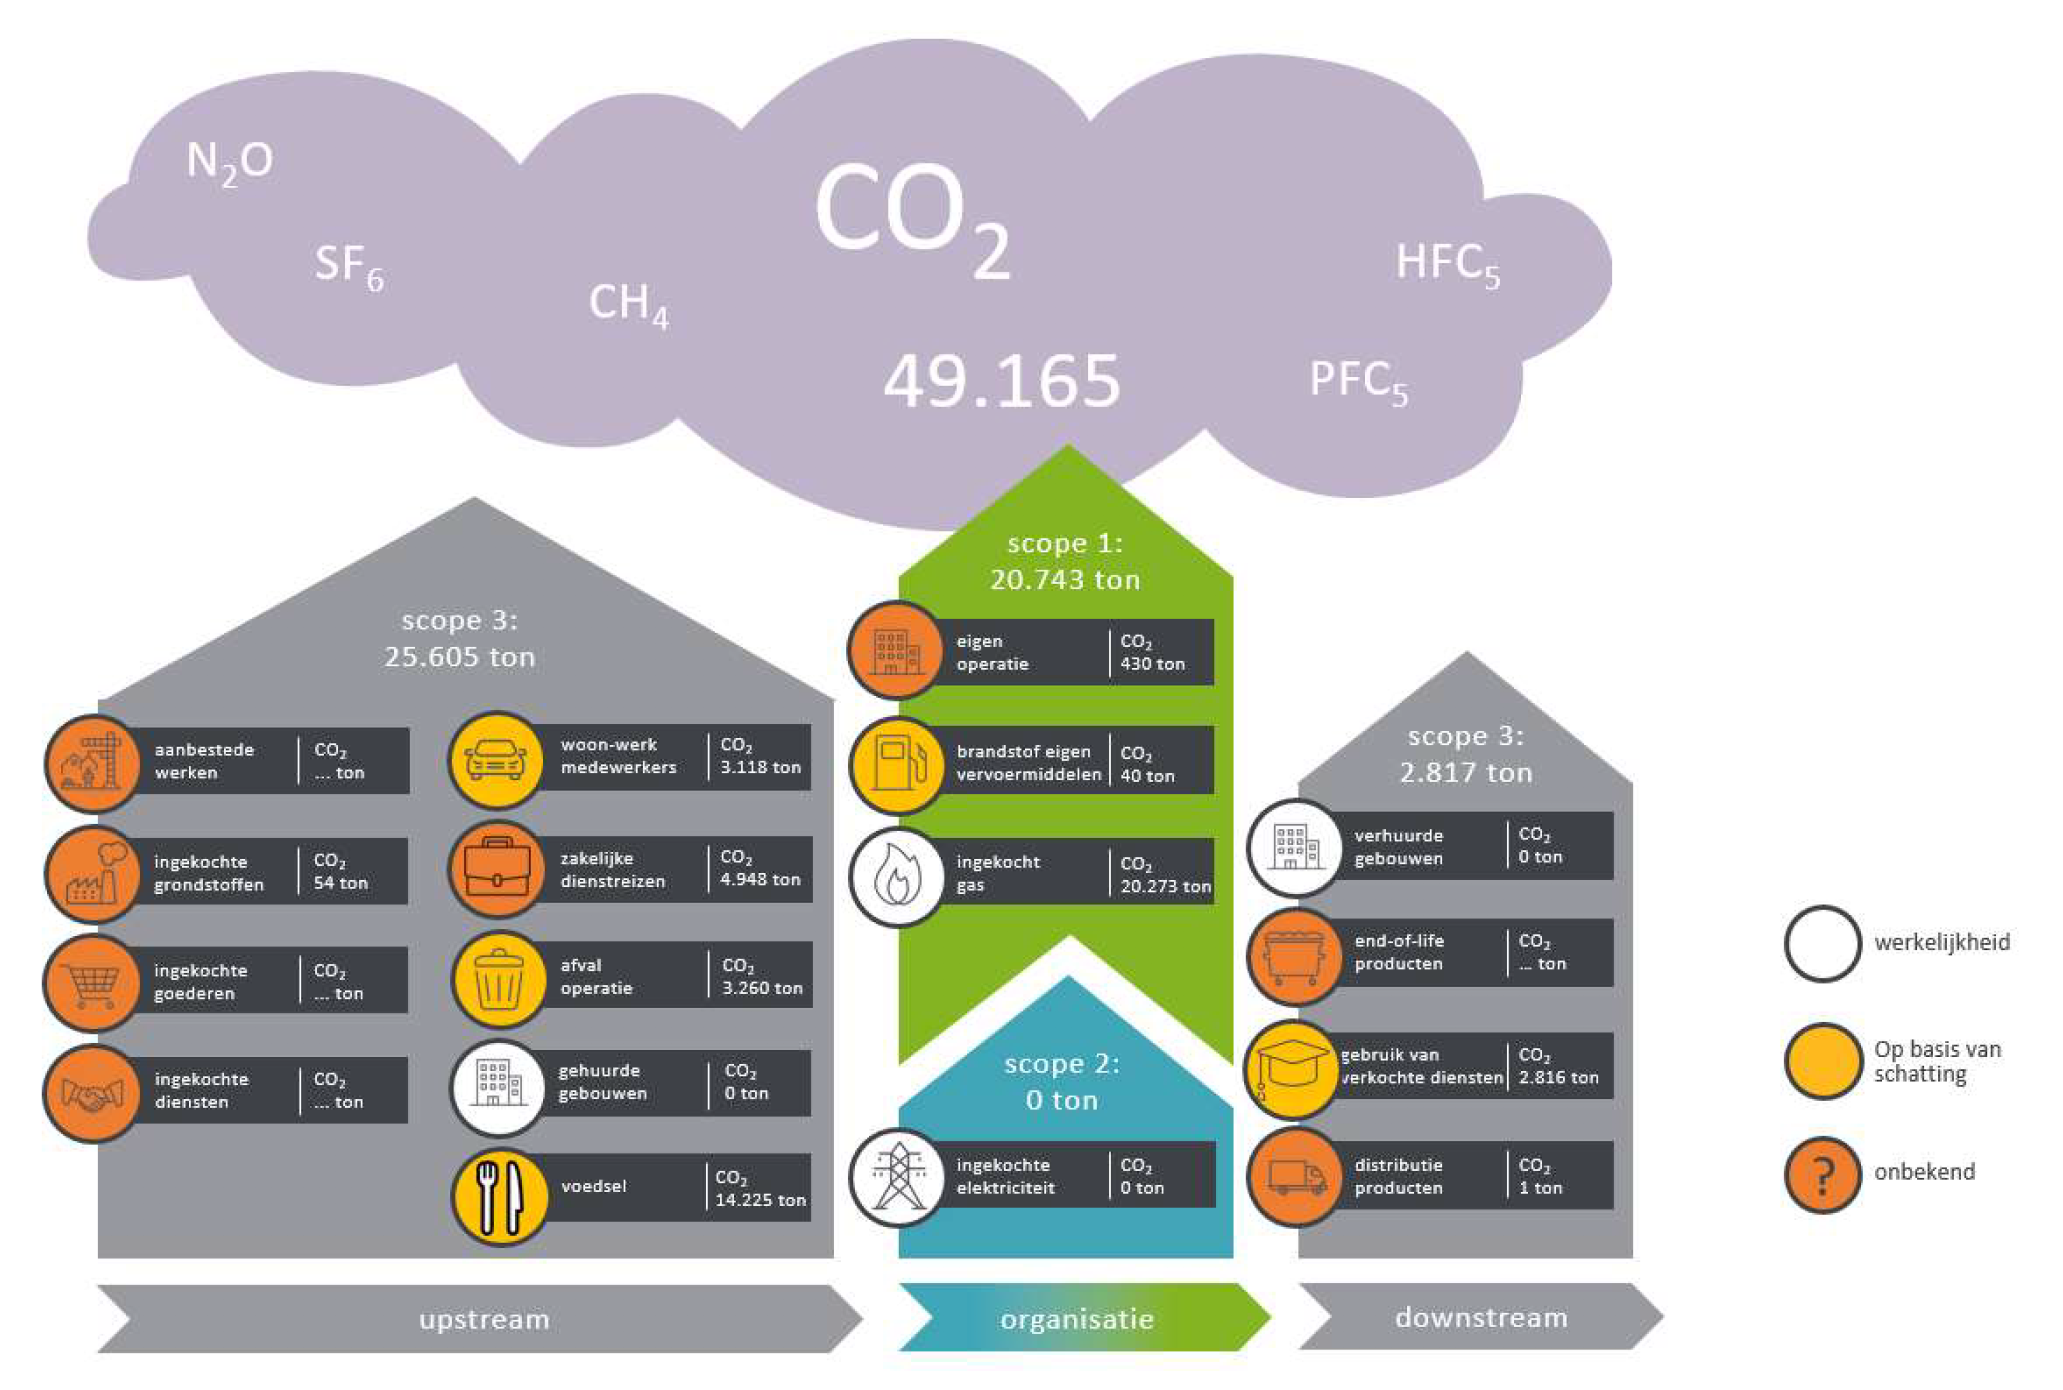 N₂O
SF₆
CH₄
CO₂
49.165
HFC₅
PFC₅
scope 3:
25.605 ton
aanbestede
werken
CO₂
... ton
ingekochte
grondstoffen
CO₂
54 ton
ingekochte
goederen
CO₂
... ton
ingekochte
diensten
CO₂
... ton
woon-werk
medewerkers
CO₂
3.118 ton
zakelijke
dienstreizen
CO₂
4.948 ton
afval
operatie
CO₂
3.260 ton
gehuurde
gebouwen
CO₂
0 ton
voedsel
CO₂
14.225 ton
upstream
scope 1:
20.743 ton
eigen
operatie
CO₂
430 ton
brandstof eigen
vervoermiddelen
CO₂
40 ton
ingekocht
gas
CO₂
20.273 ton
scope 2:
0 ton
ingekochte
elektriciteit
CO₂
0 ton
organisatie
scope 3:
2.817 ton
verhuurde
gebouwen
CO₂
0 ton
end-of-life
producten
CO₂
... ton
gebruik van
verkochte diensten
CO₂
2.816 ton
distributie
producten
CO₂
1 ton
downstream
werkelijkheid
Op basis van
schatting
?
onbekend